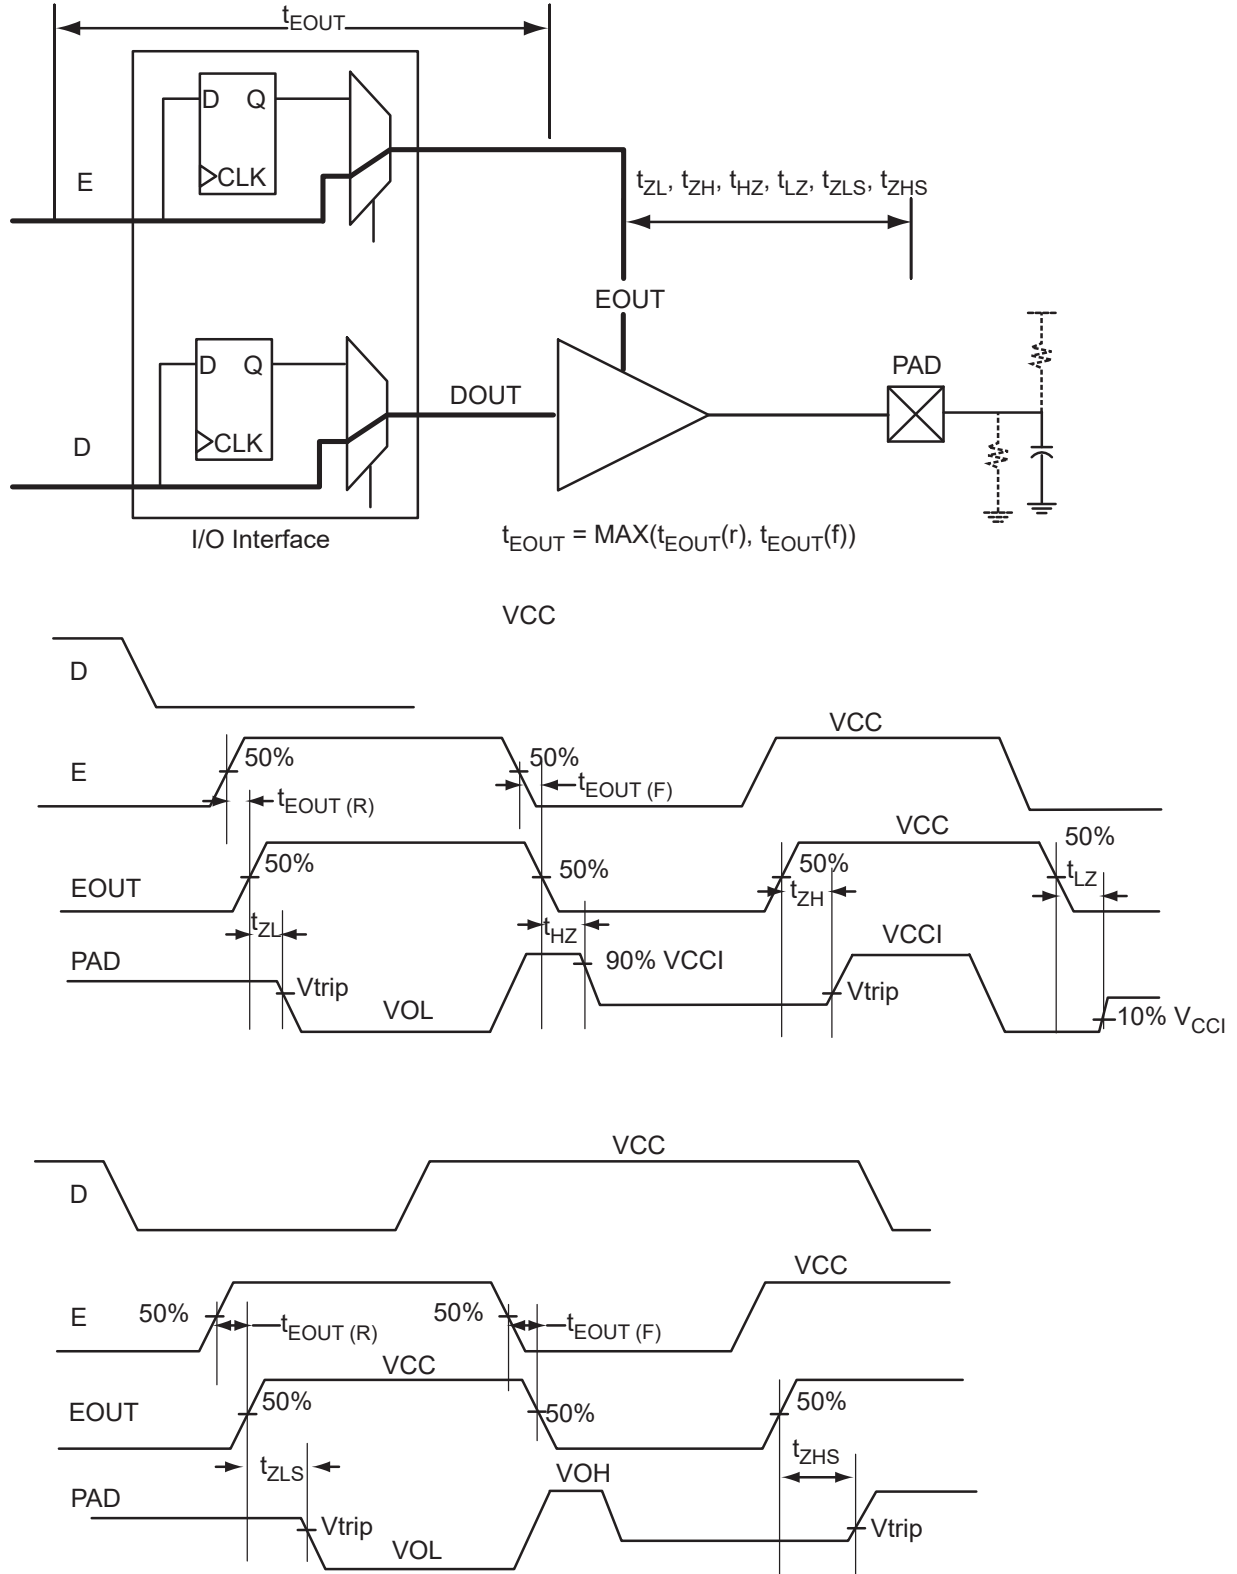 tEOUT
D Q
CLK
E
tZL, tZH, tHZ, tLZ, tZLS, tZHS
EOUT
D Q
CLK
DOUT
PAD
D
I/O Interface
tEOUT = MAX(tEOUT(r), tEOUT(f))
VCC
D
VCC
E
50%
50%
tEOUT (R)
tEOUT (F)
VCC
50%
EOUT
50%
50%
50%
tLZ
tZL
tHZ
tZH
PAD
VCCI
90% VCCI
Vtrip
Vtrip
VOL
10% VCCI
VCC
D
VCC
E
50%
50%
tEOUT (R)
tEOUT (F)
VCC
EOUT
50%
50%
50%
tZLS
tZHS
PAD
VOH
Vtrip
Vtrip
VOL